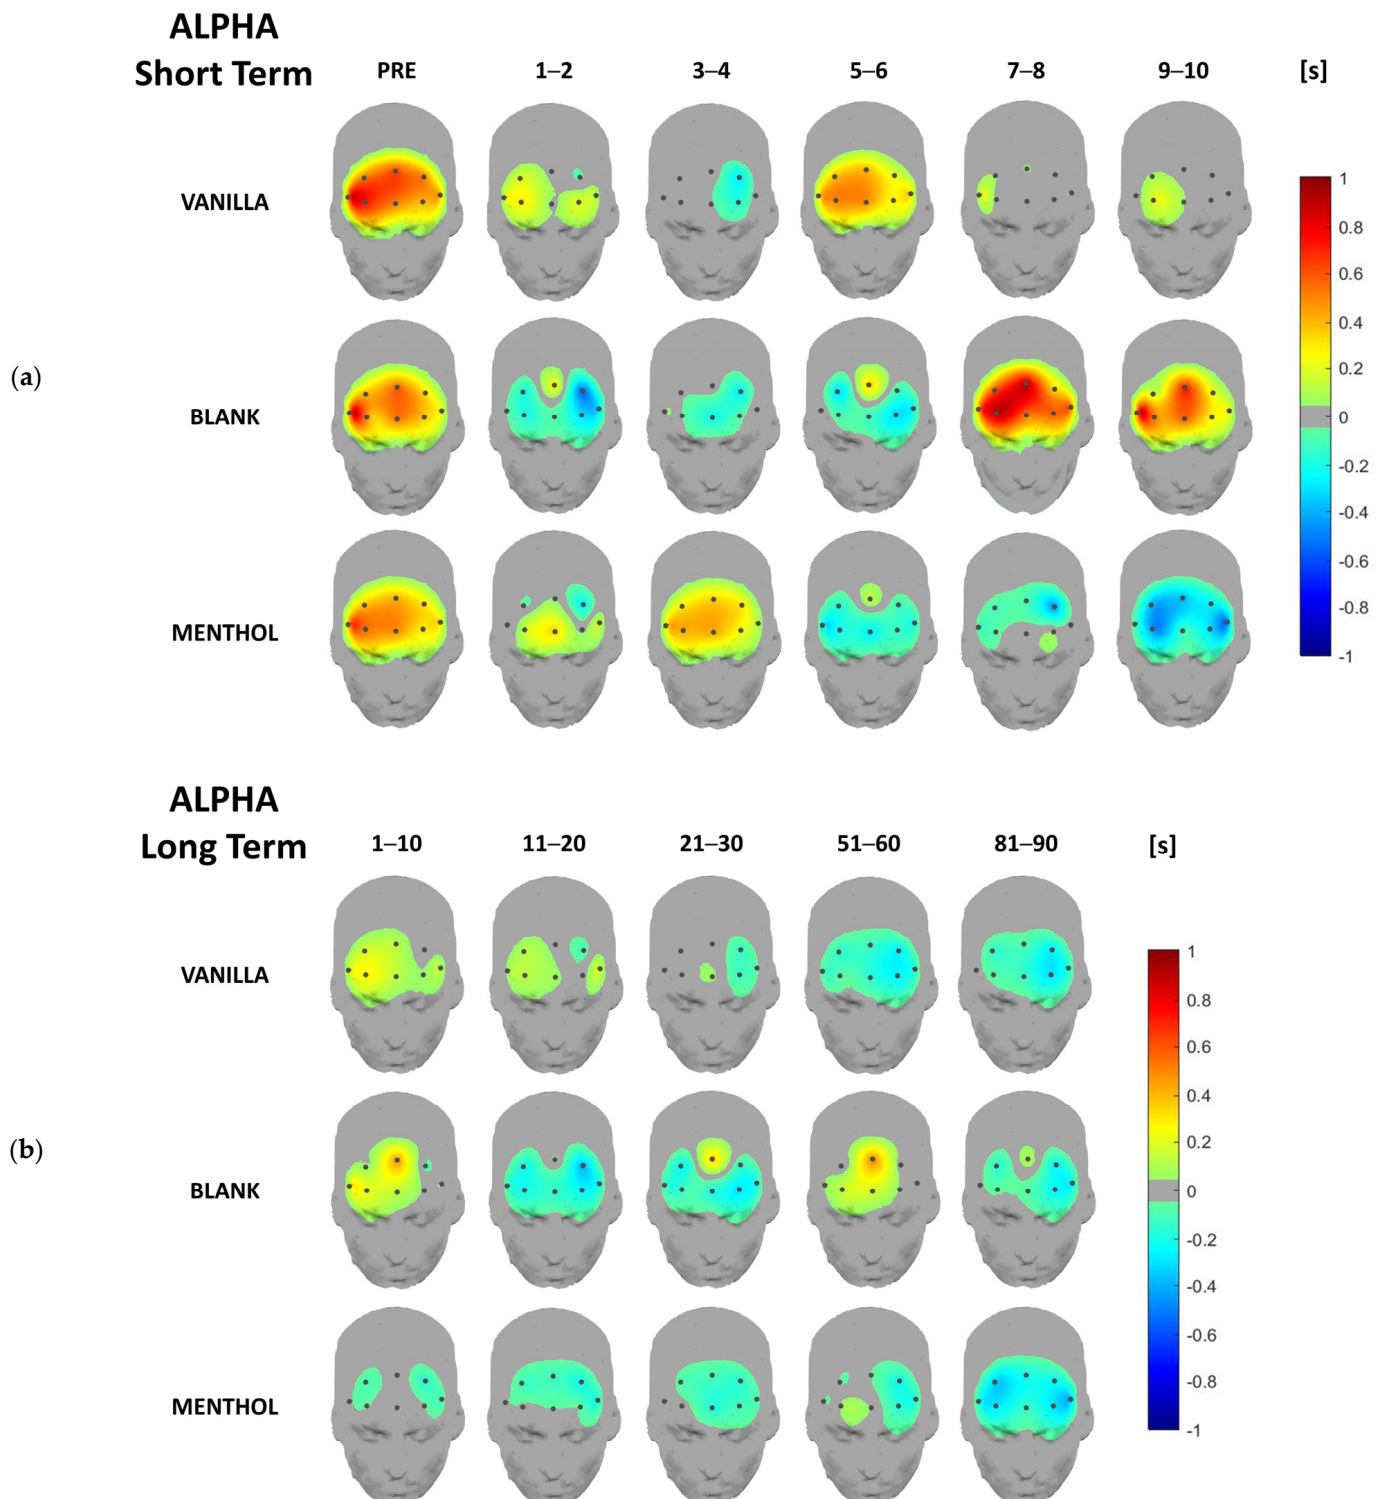 ALPHA
Short Term PRE 1–2 3–4 5–6 7–8 9–10 [s]
VANILLA
(a)
BLANK
MENTHOL
1
0.8
0.6
0.4
0.2
0
-0.2
-0.4
-0.6
-0.8
-1
ALPHA
Long Term 1–10 11–20 21–30 51–60 81–90 [s]
VANILLA
(b)
BLANK
MENTHOL
1
0.8
0.6
0.4
0.2
0
-0.2
-0.4
-0.6
-0.8
-1